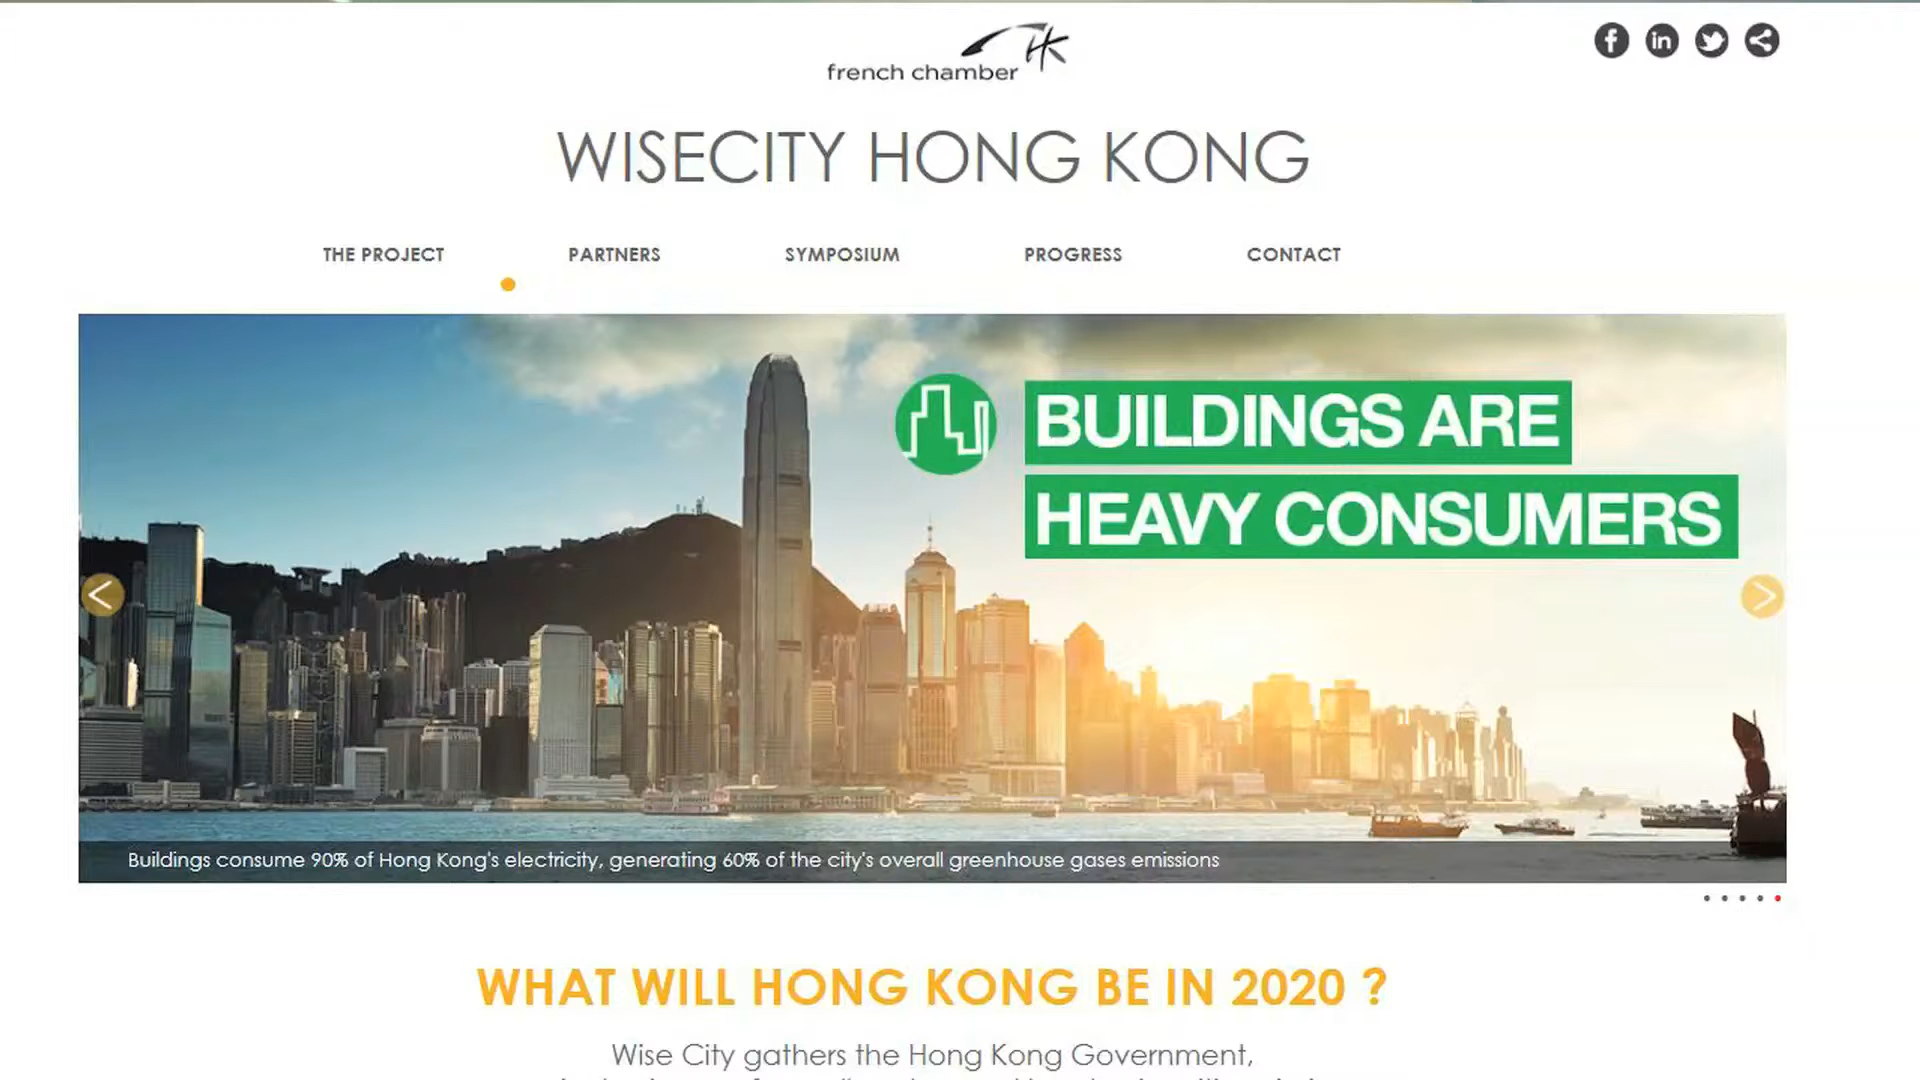 french chamber HK
WISECITY HONG KONG
THE PROJECT
PARTNERS
SYMPOSIUM
PROGRESS
CONTACT
BUILDINGS ARE
HEAVY CONSUMERS
Buildings consume 90% of Hong Kong's electricity, generating 60% of the city's overall greenhouse gases emissions
WHAT WILL HONG KONG BE IN 2020 ?
Wise City gathers the Hong Kong Government,